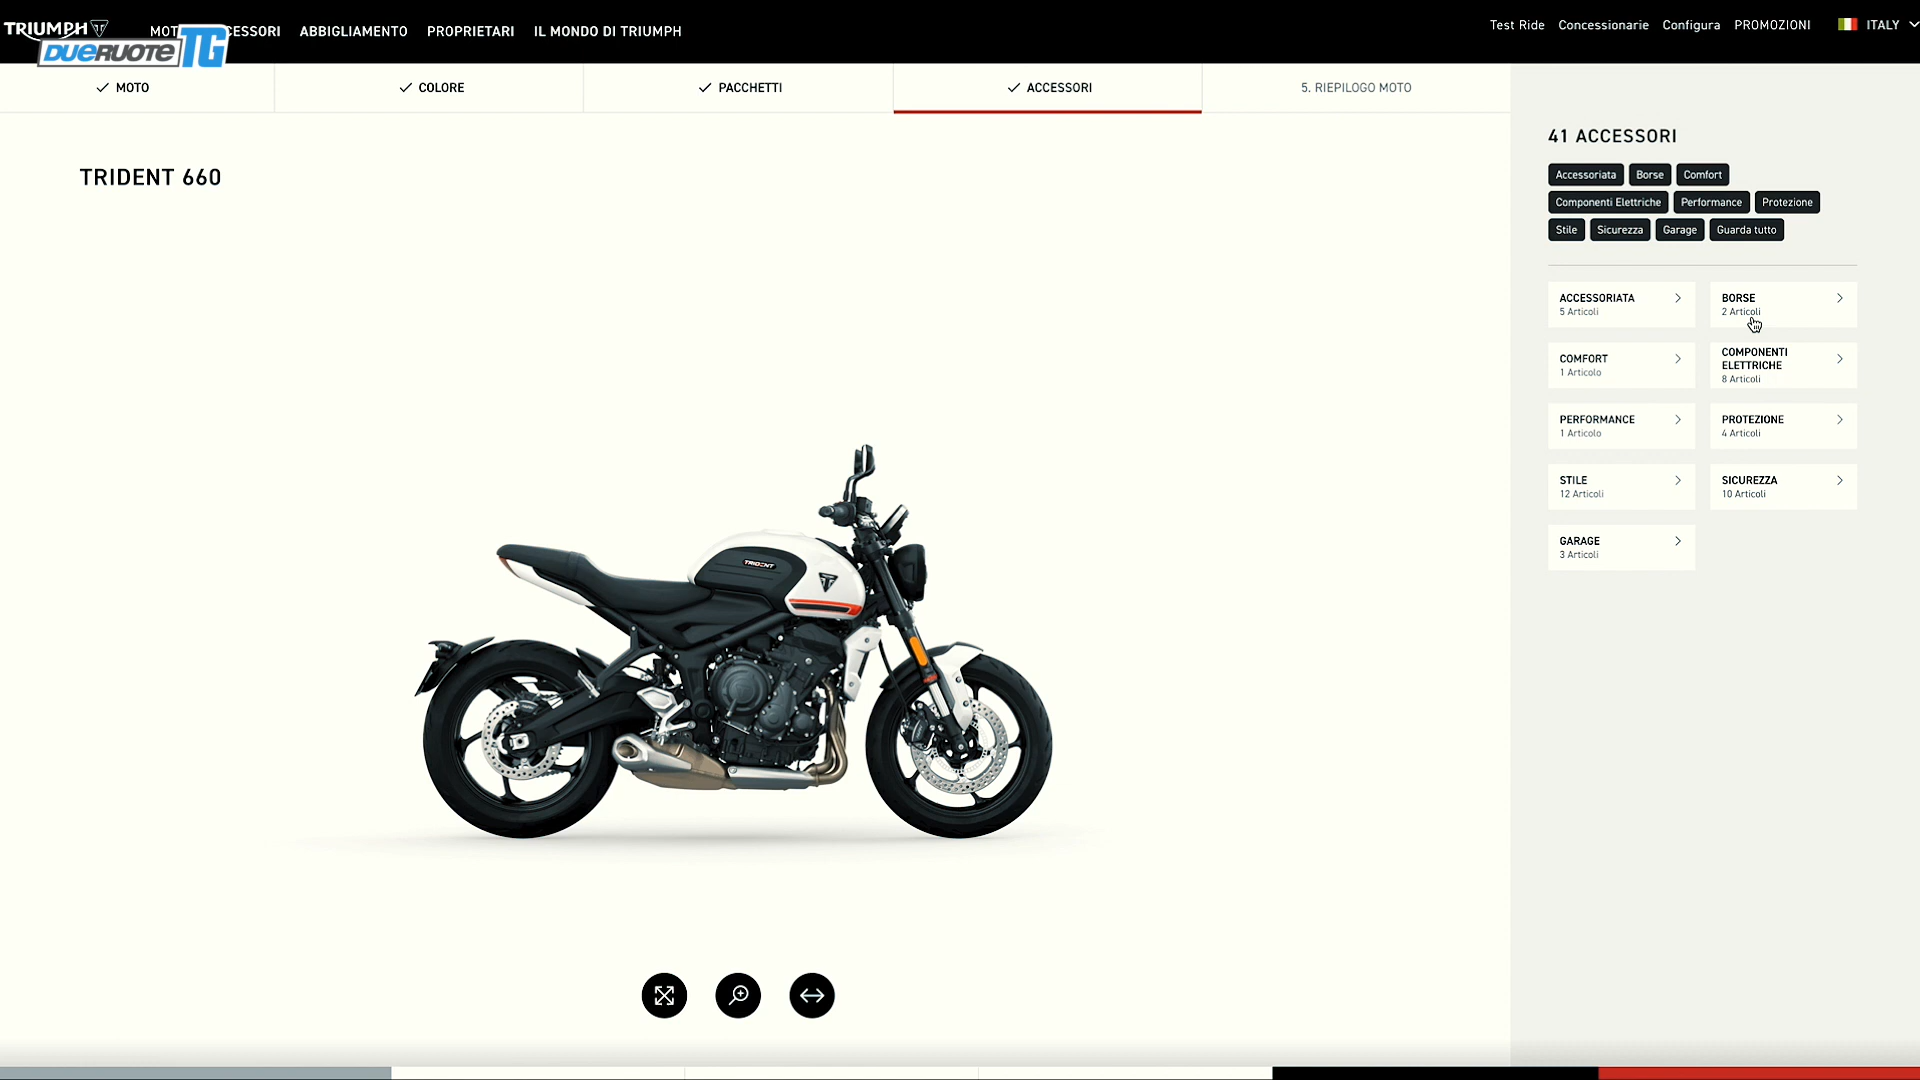 TRIUMPH
MOT
CESSORI
ABBIGLIAMENTO
PROPRIETARI
IL MONDO DI TRIUMPH
Test Ride
Concessionarie
Configura
PROMOZIONI
ITALY
DUERUOTE TG
MOTO
COLORE
PACCHETTI
ACCESSORI
5. RIEPILOGO MOTO
TRIDENT 660
TRIDENT
41 ACCESSORI
Accessoriata
Borse
Comfort
Componenti Elettriche
Performance
Protezione
Stile
Sicurezza
Garage
Guarda tutto
ACCESSORIATA
5 Articoli
BORSE
2 Articoli
COMFORT
1 Articolo
COMPONENTI
ELETTRICHE
8 Articoli
PERFORMANCE
1 Articolo
PROTEZIONE
4 Articoli
STILE
12 Articoli
SICUREZZA
10 Articoli
GARAGE
3 Articoli